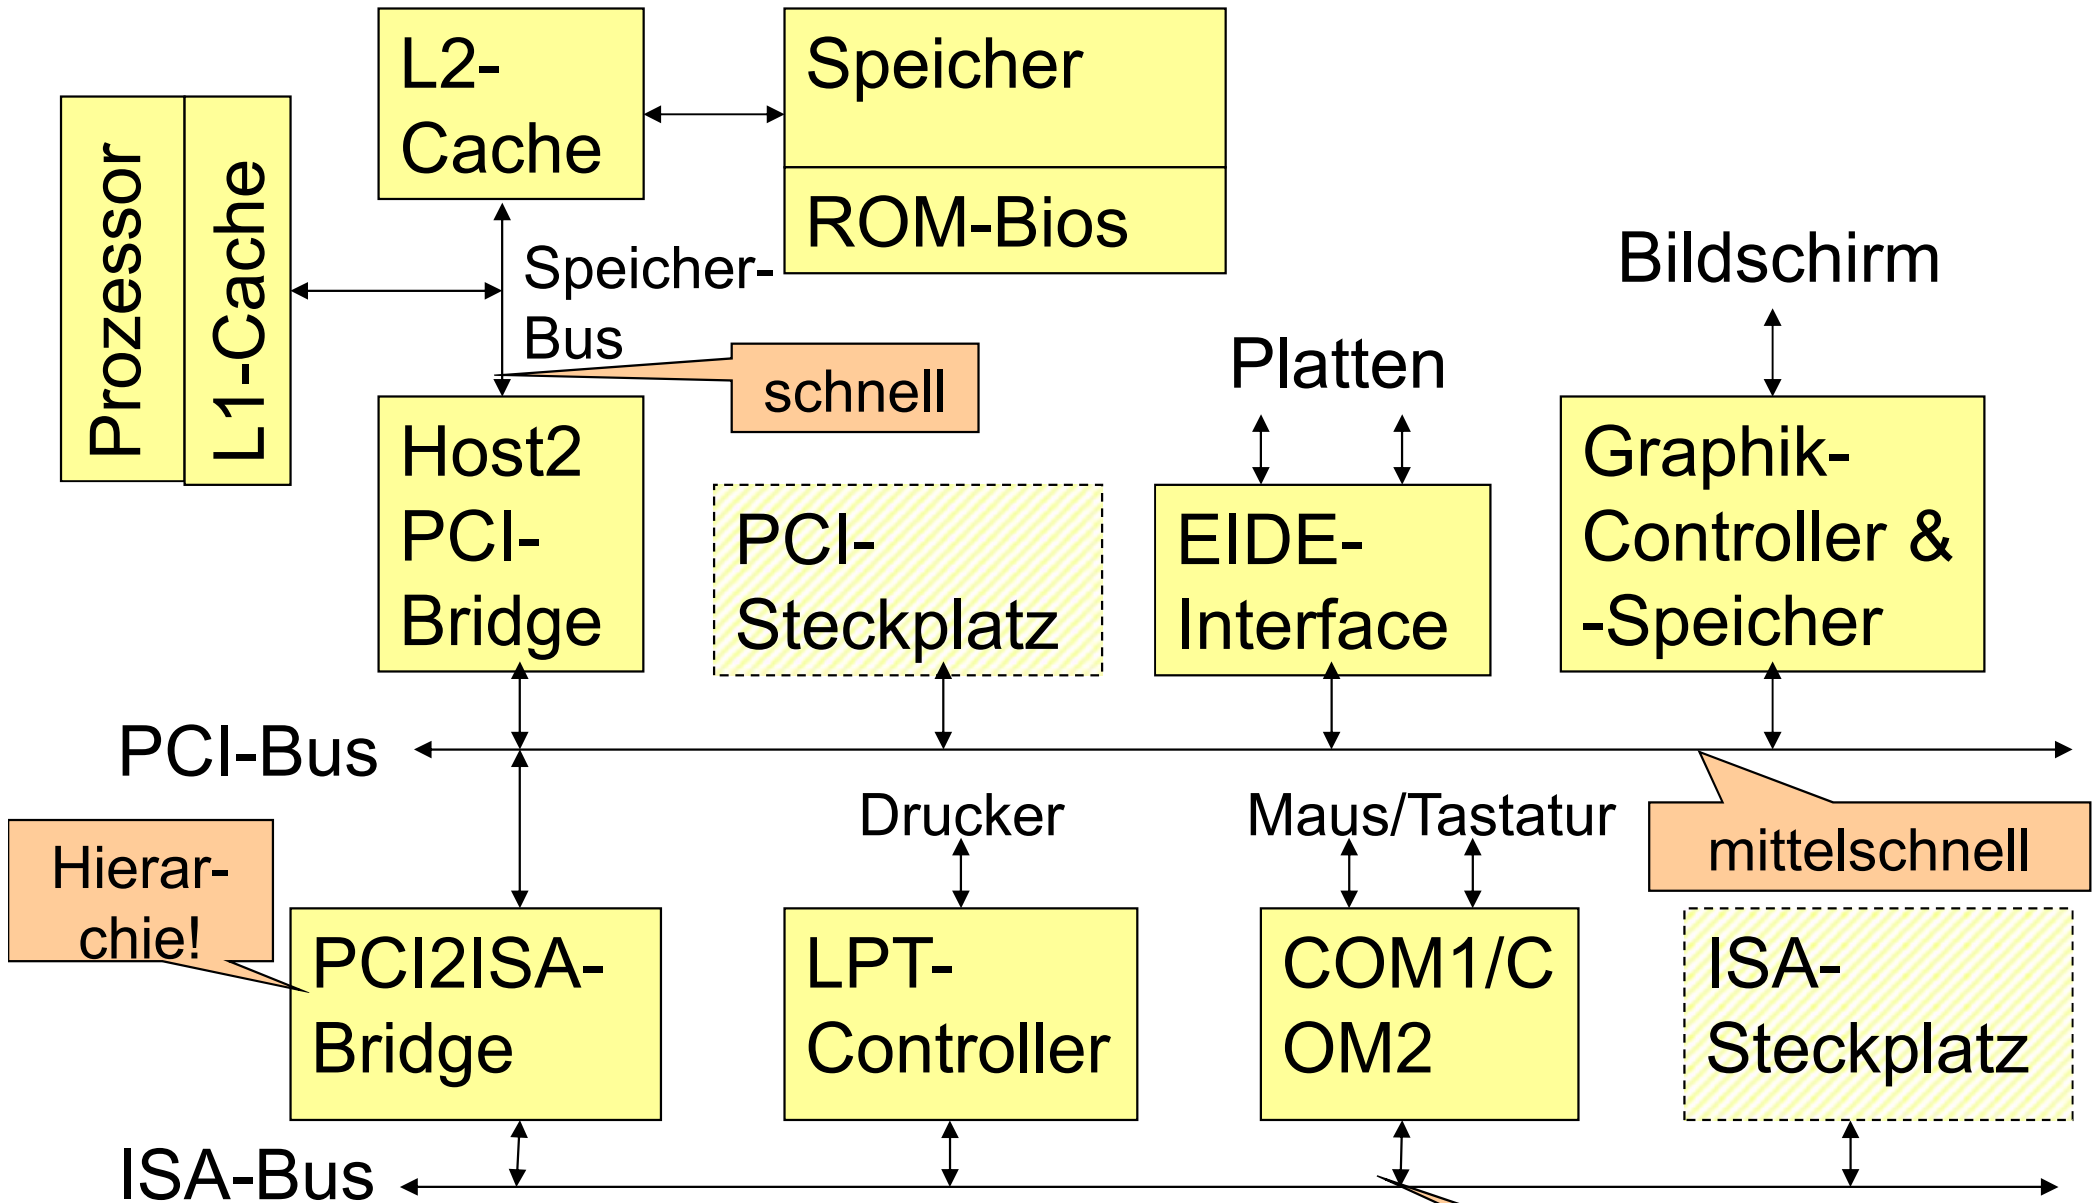 L2-
Cache
Speicher
ROM-Bios
Prozessor
L1-Cache
Speicher-
Bus
schnell
Bildschirm
Platten
Host2
PCI-
Bridge
PCI-
Steckplatz
EIDE-
Interface
Graphik-
Controller &
-Speicher
PCI-Bus
mittelschnell
Hierar-
chie!
Drucker
Maus/Tastatur
PCI2ISA-
Bridge
LPT-
Controller
COM1/C
OM2
ISA-
Steckplatz
ISA-Bus